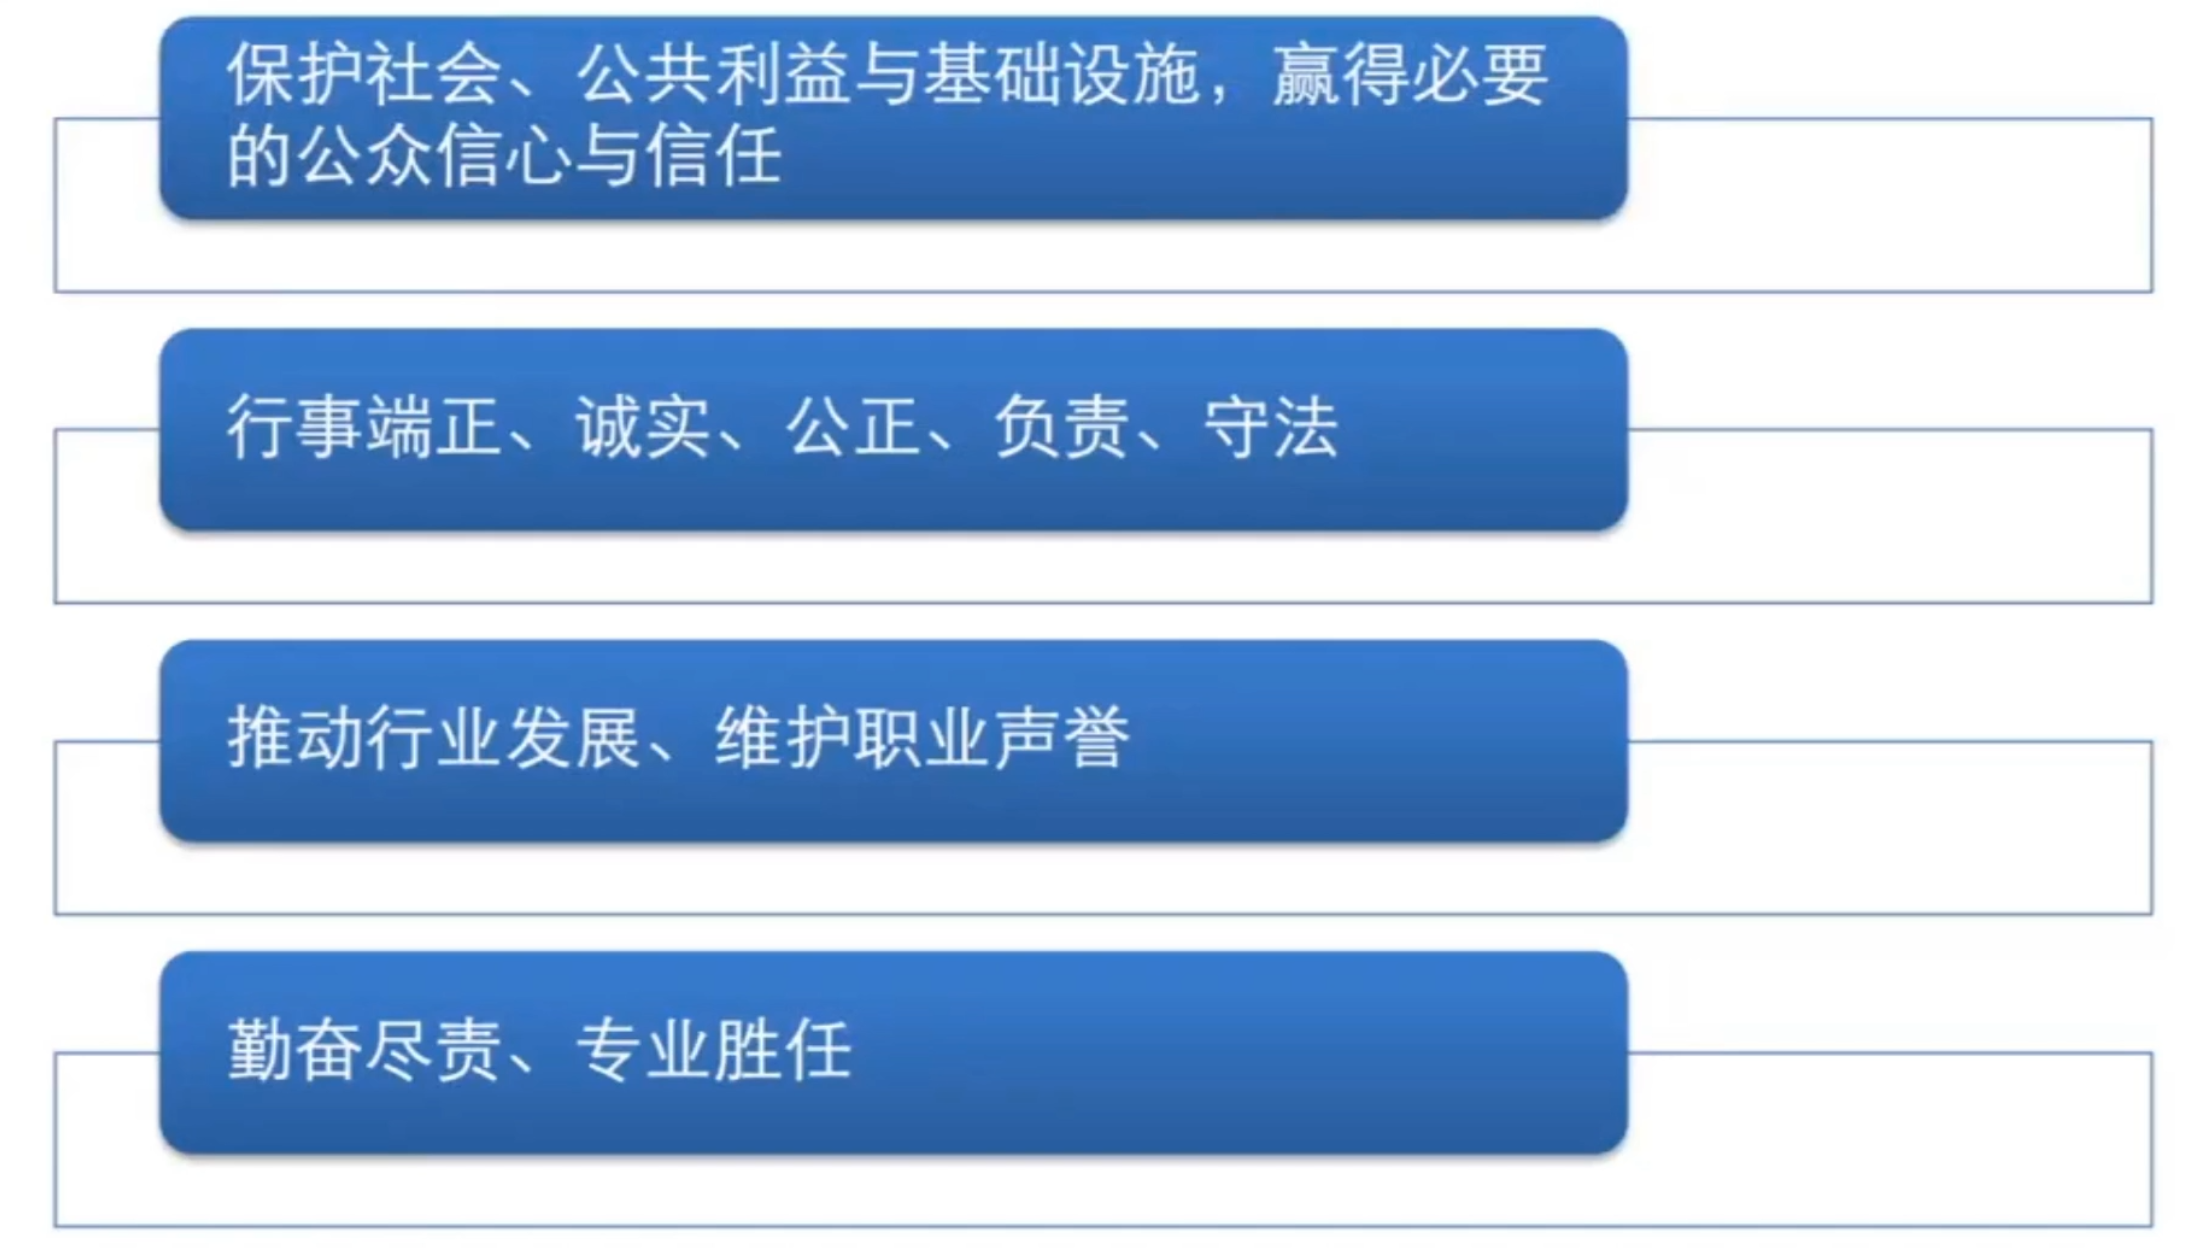 保护社会、公共利益与基础设施，赢得必要
的公众信心与信任
行事端正、诚实、公正、负责、守法
推动行业发展、维护职业声誉
勤奋尽责、专业胜任